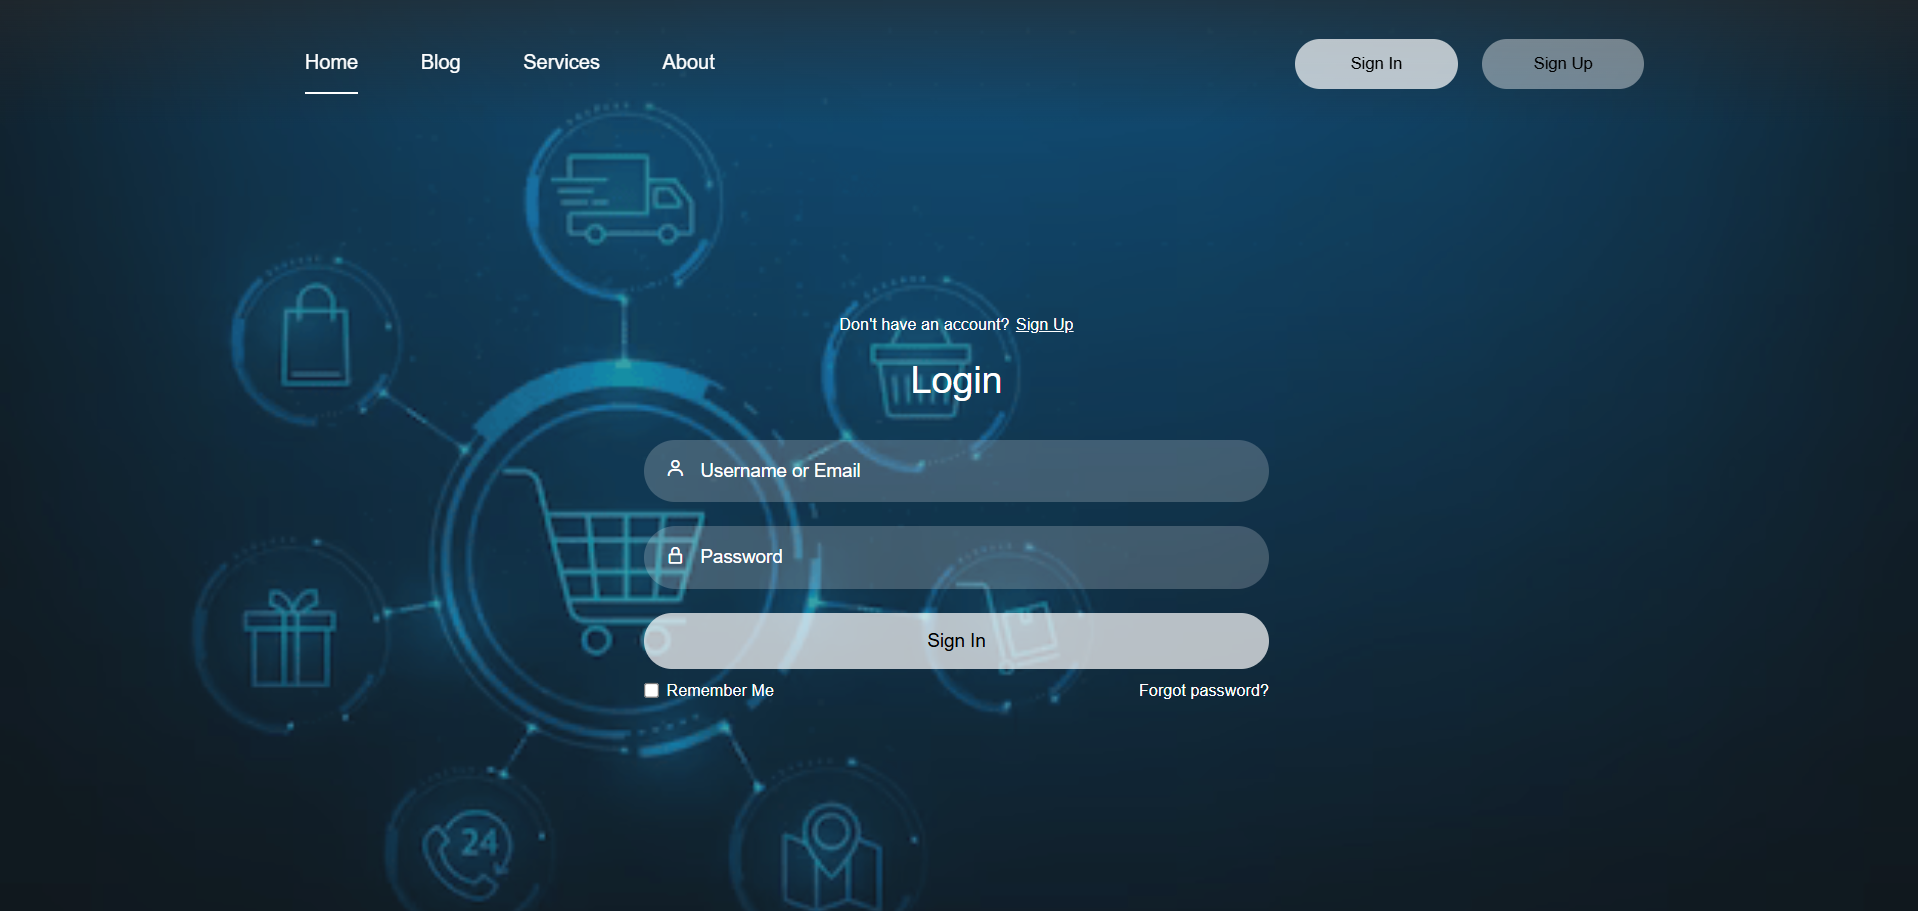 Home Blog Services About Sign In Sign Up
Don't have an account? Sign Up
Login
Username or Email
Password
Sign In
Remember Me Forgot password?
24